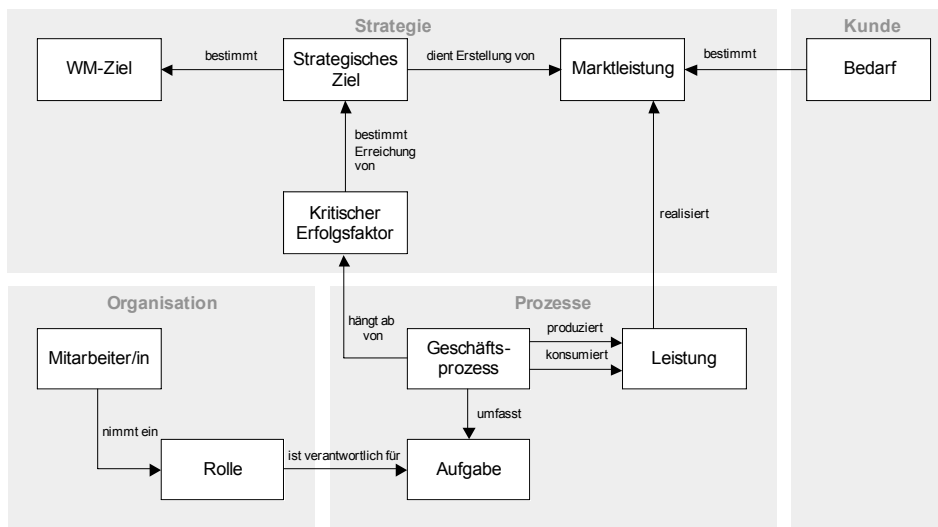 Strategie
Kunde
WM-Ziel
bestimmt
Strategisches
Ziel
dient Erstellung von
Marktleistung
bestimmt
Bedarf
bestimmt
Erreichung
von
Kritischer
Erfolgsfaktor
realisiert
Organisation
Prozesse
Mitarbeiter/in
hängt ab
von
Geschäfts-
prozess
produziert
konsumiert
Leistung
umfasst
nimmt ein
Rolle
ist verantwortlich für
Aufgabe